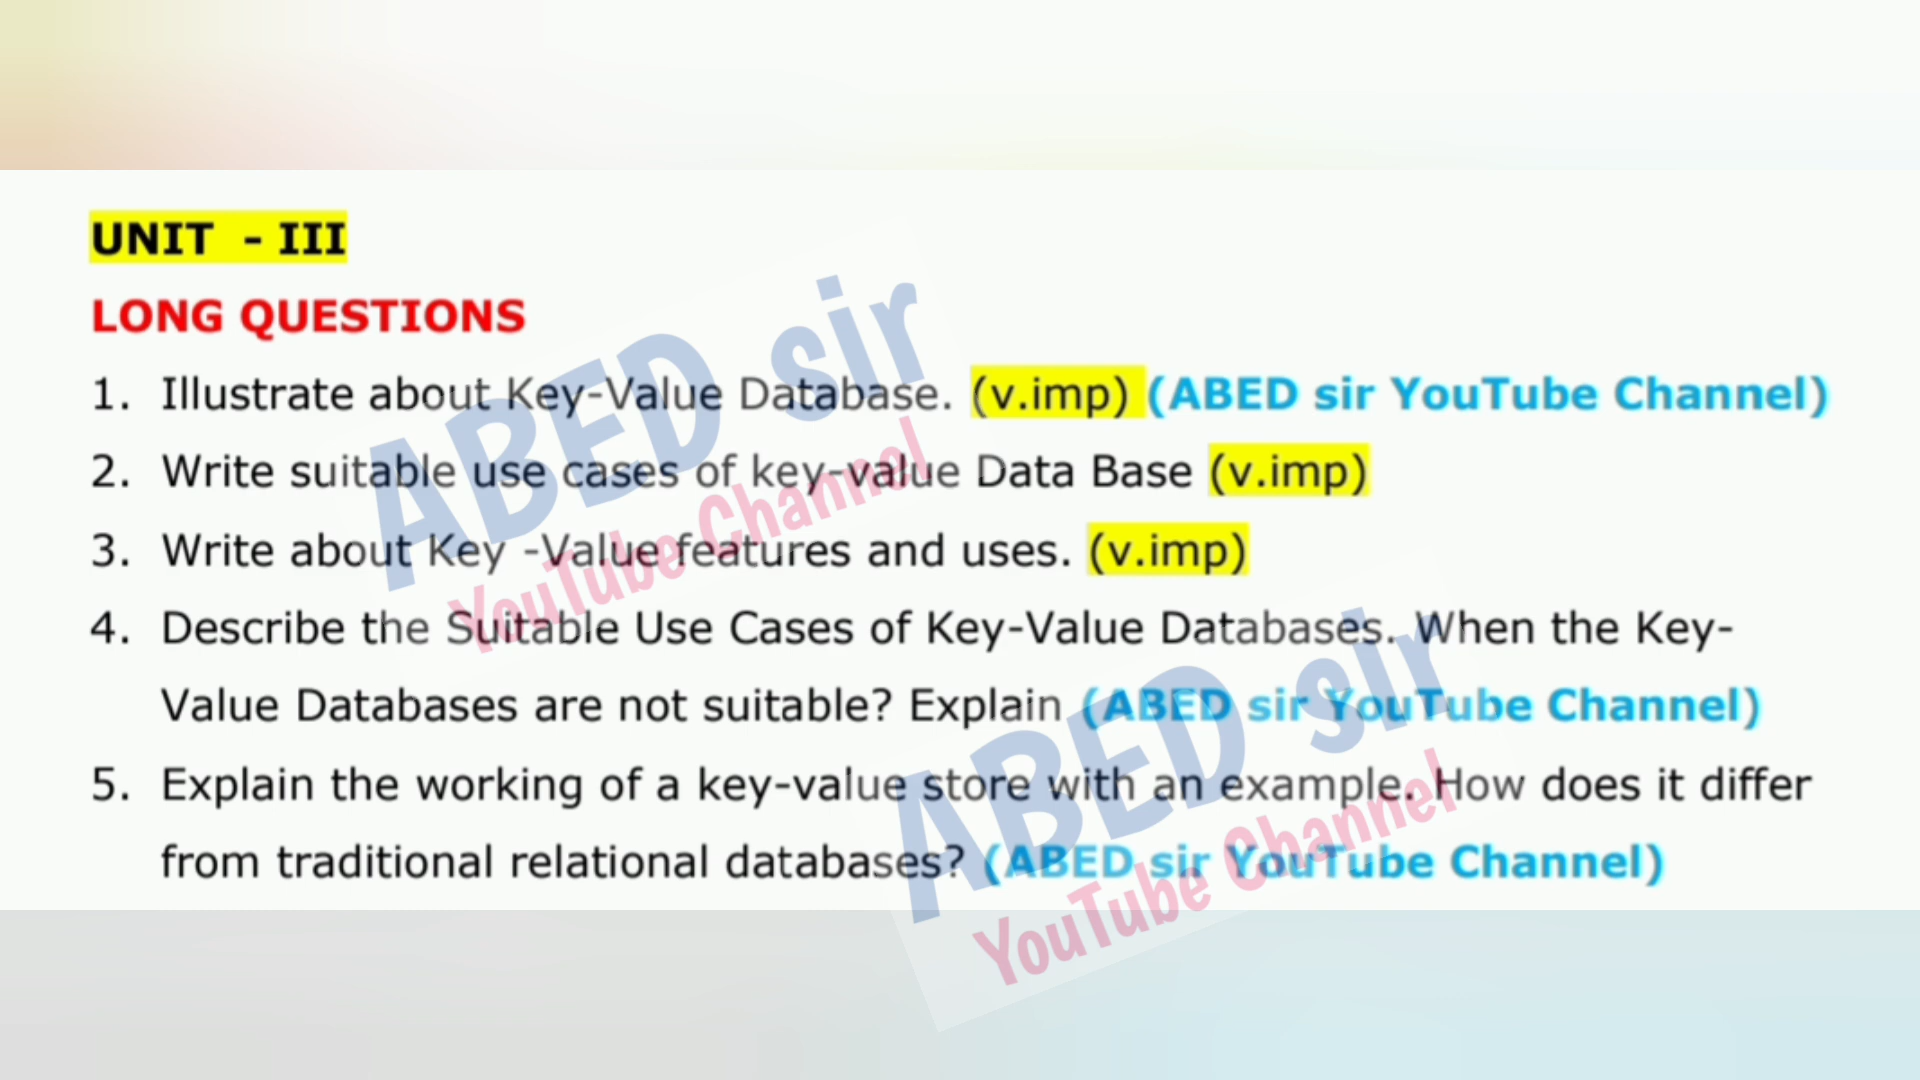 UNIT - III
LONG QUESTIONS
1. Illustrate about Key-Value Database. (v.imp) (ABED sir YouTube Channel)
2. Write suitable use cases of key-value Data Base (v.imp)
3. Write about Key -Value features and uses. (v.imp)
4. Describe the Suitable Use Cases of Key-Value Databases. When the Key-
Value Databases are not suitable? Explain (ABED sir YouTube Channel)
5. Explain the working of a key-value store with an example. How does it differ
from traditional relational databases? (ABED sir YouTube Channel)
ABED sir
YouTube Channel
ABED sir
YouTube Channel